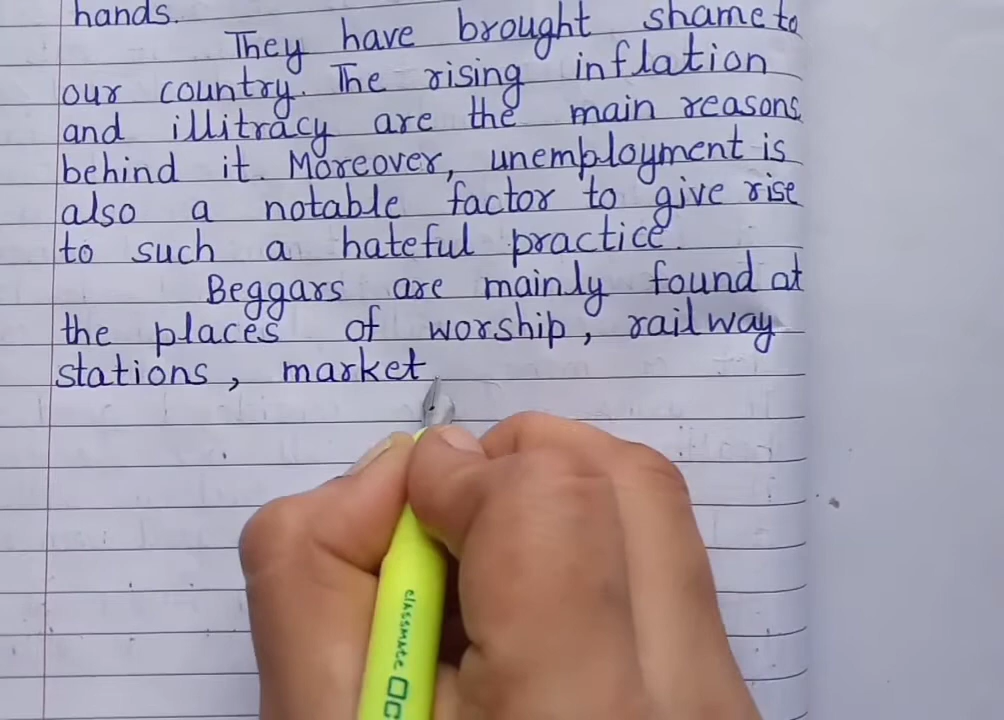 hands.
They have brought shame to
our country. The rising inflation
and illitracy are the main reasons
behind it. Moreover, unemployment is
also a notable factor to give rise
to such a hateful practice.
Beggars are mainly found at
the places of worship, railway
stations, market
classmate Oc